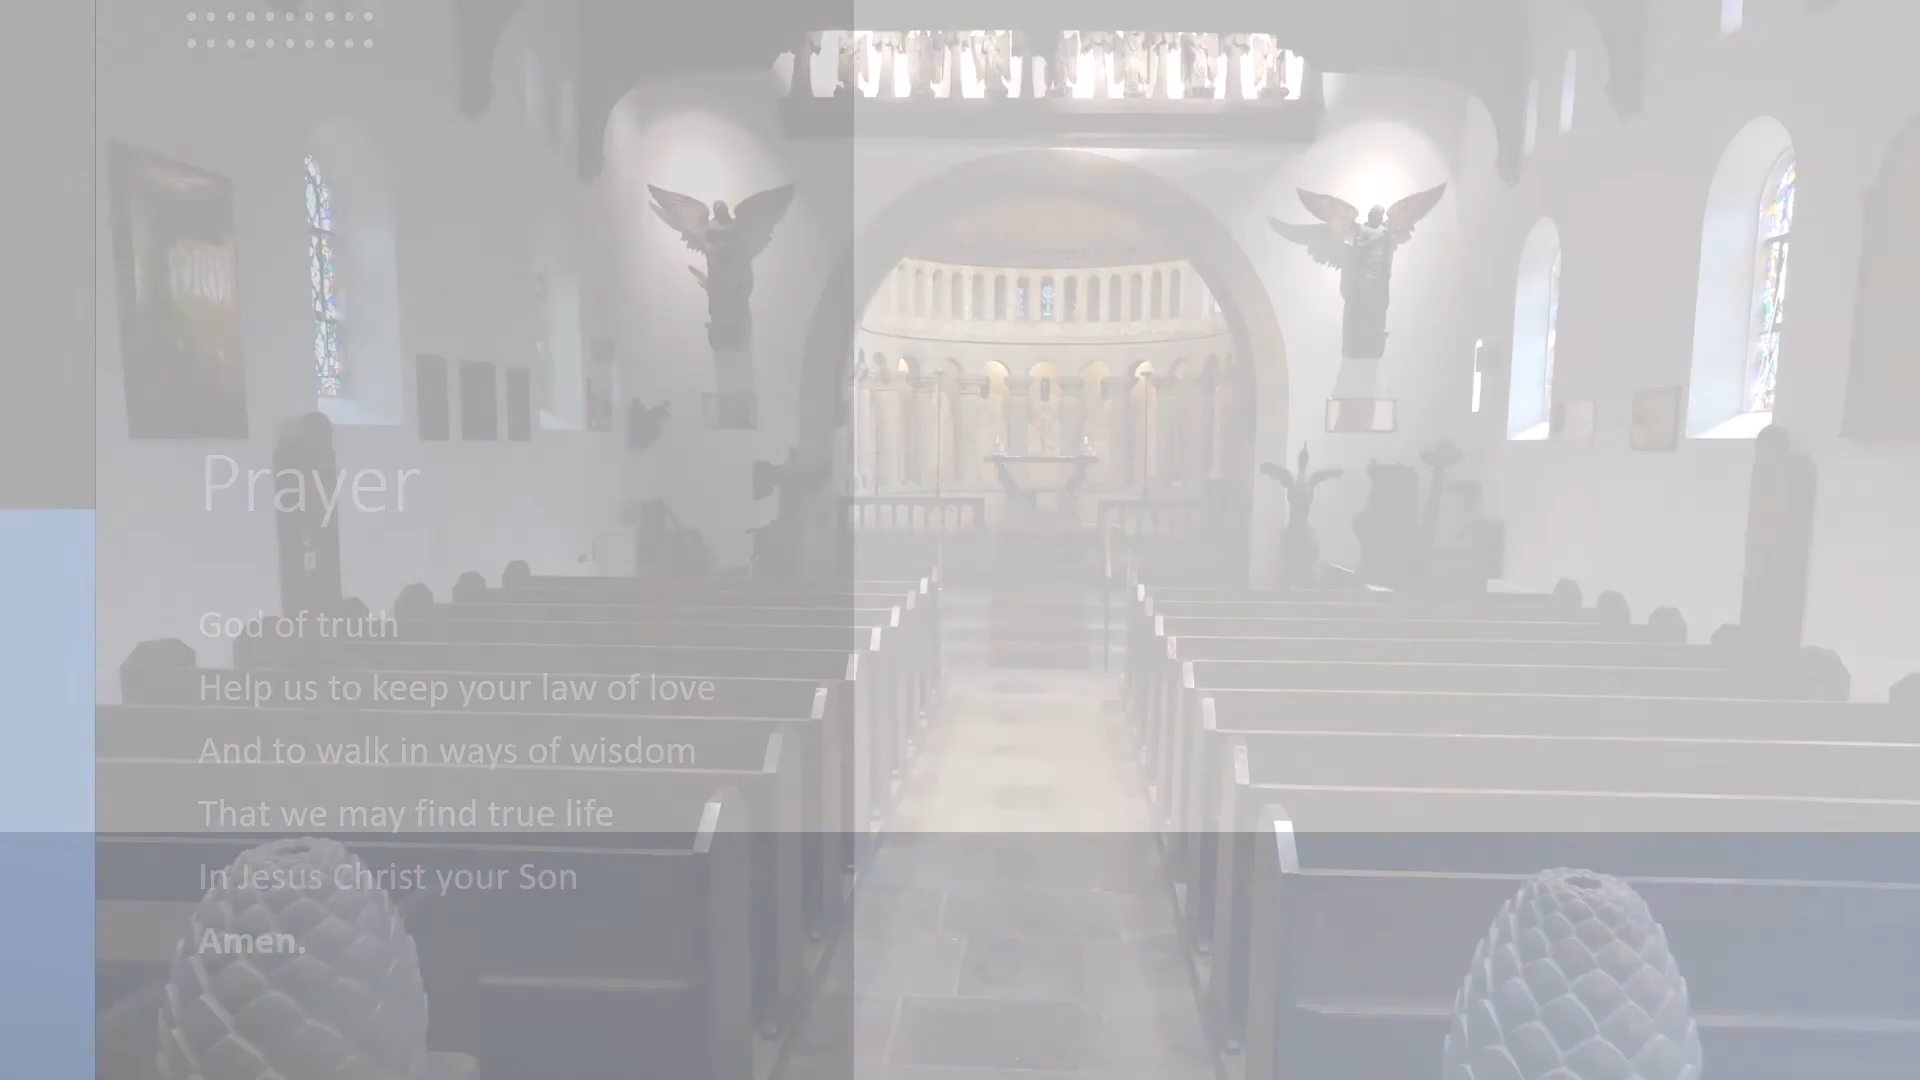 Prayer
God of truth
Help us to keep your law of love
And to walk in ways of wisdom
That we may find true life
In Jesus Christ your Son
Amen.